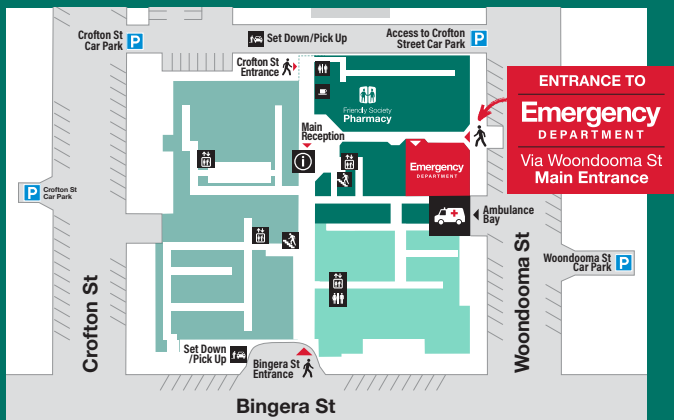 Crofton St
Car Park
P
Set Down/Pick Up
Access to Crofton
Street Car Park
P
Crofton St
Entrance
Friendly Society
Pharmacy
ENTRANCE TO
Emergency
DEPARTMENT
Via Woondooma St
Main Entrance
Main
Reception
i
Emergency
DEPARTMENT
P
Crofton St
Car Park
Ambulance
Bay
Woondooma St
Car Park
P
Crofton St
Woondooma St
Set Down
/Pick Up
Bingera St
Entrance
Bingera St